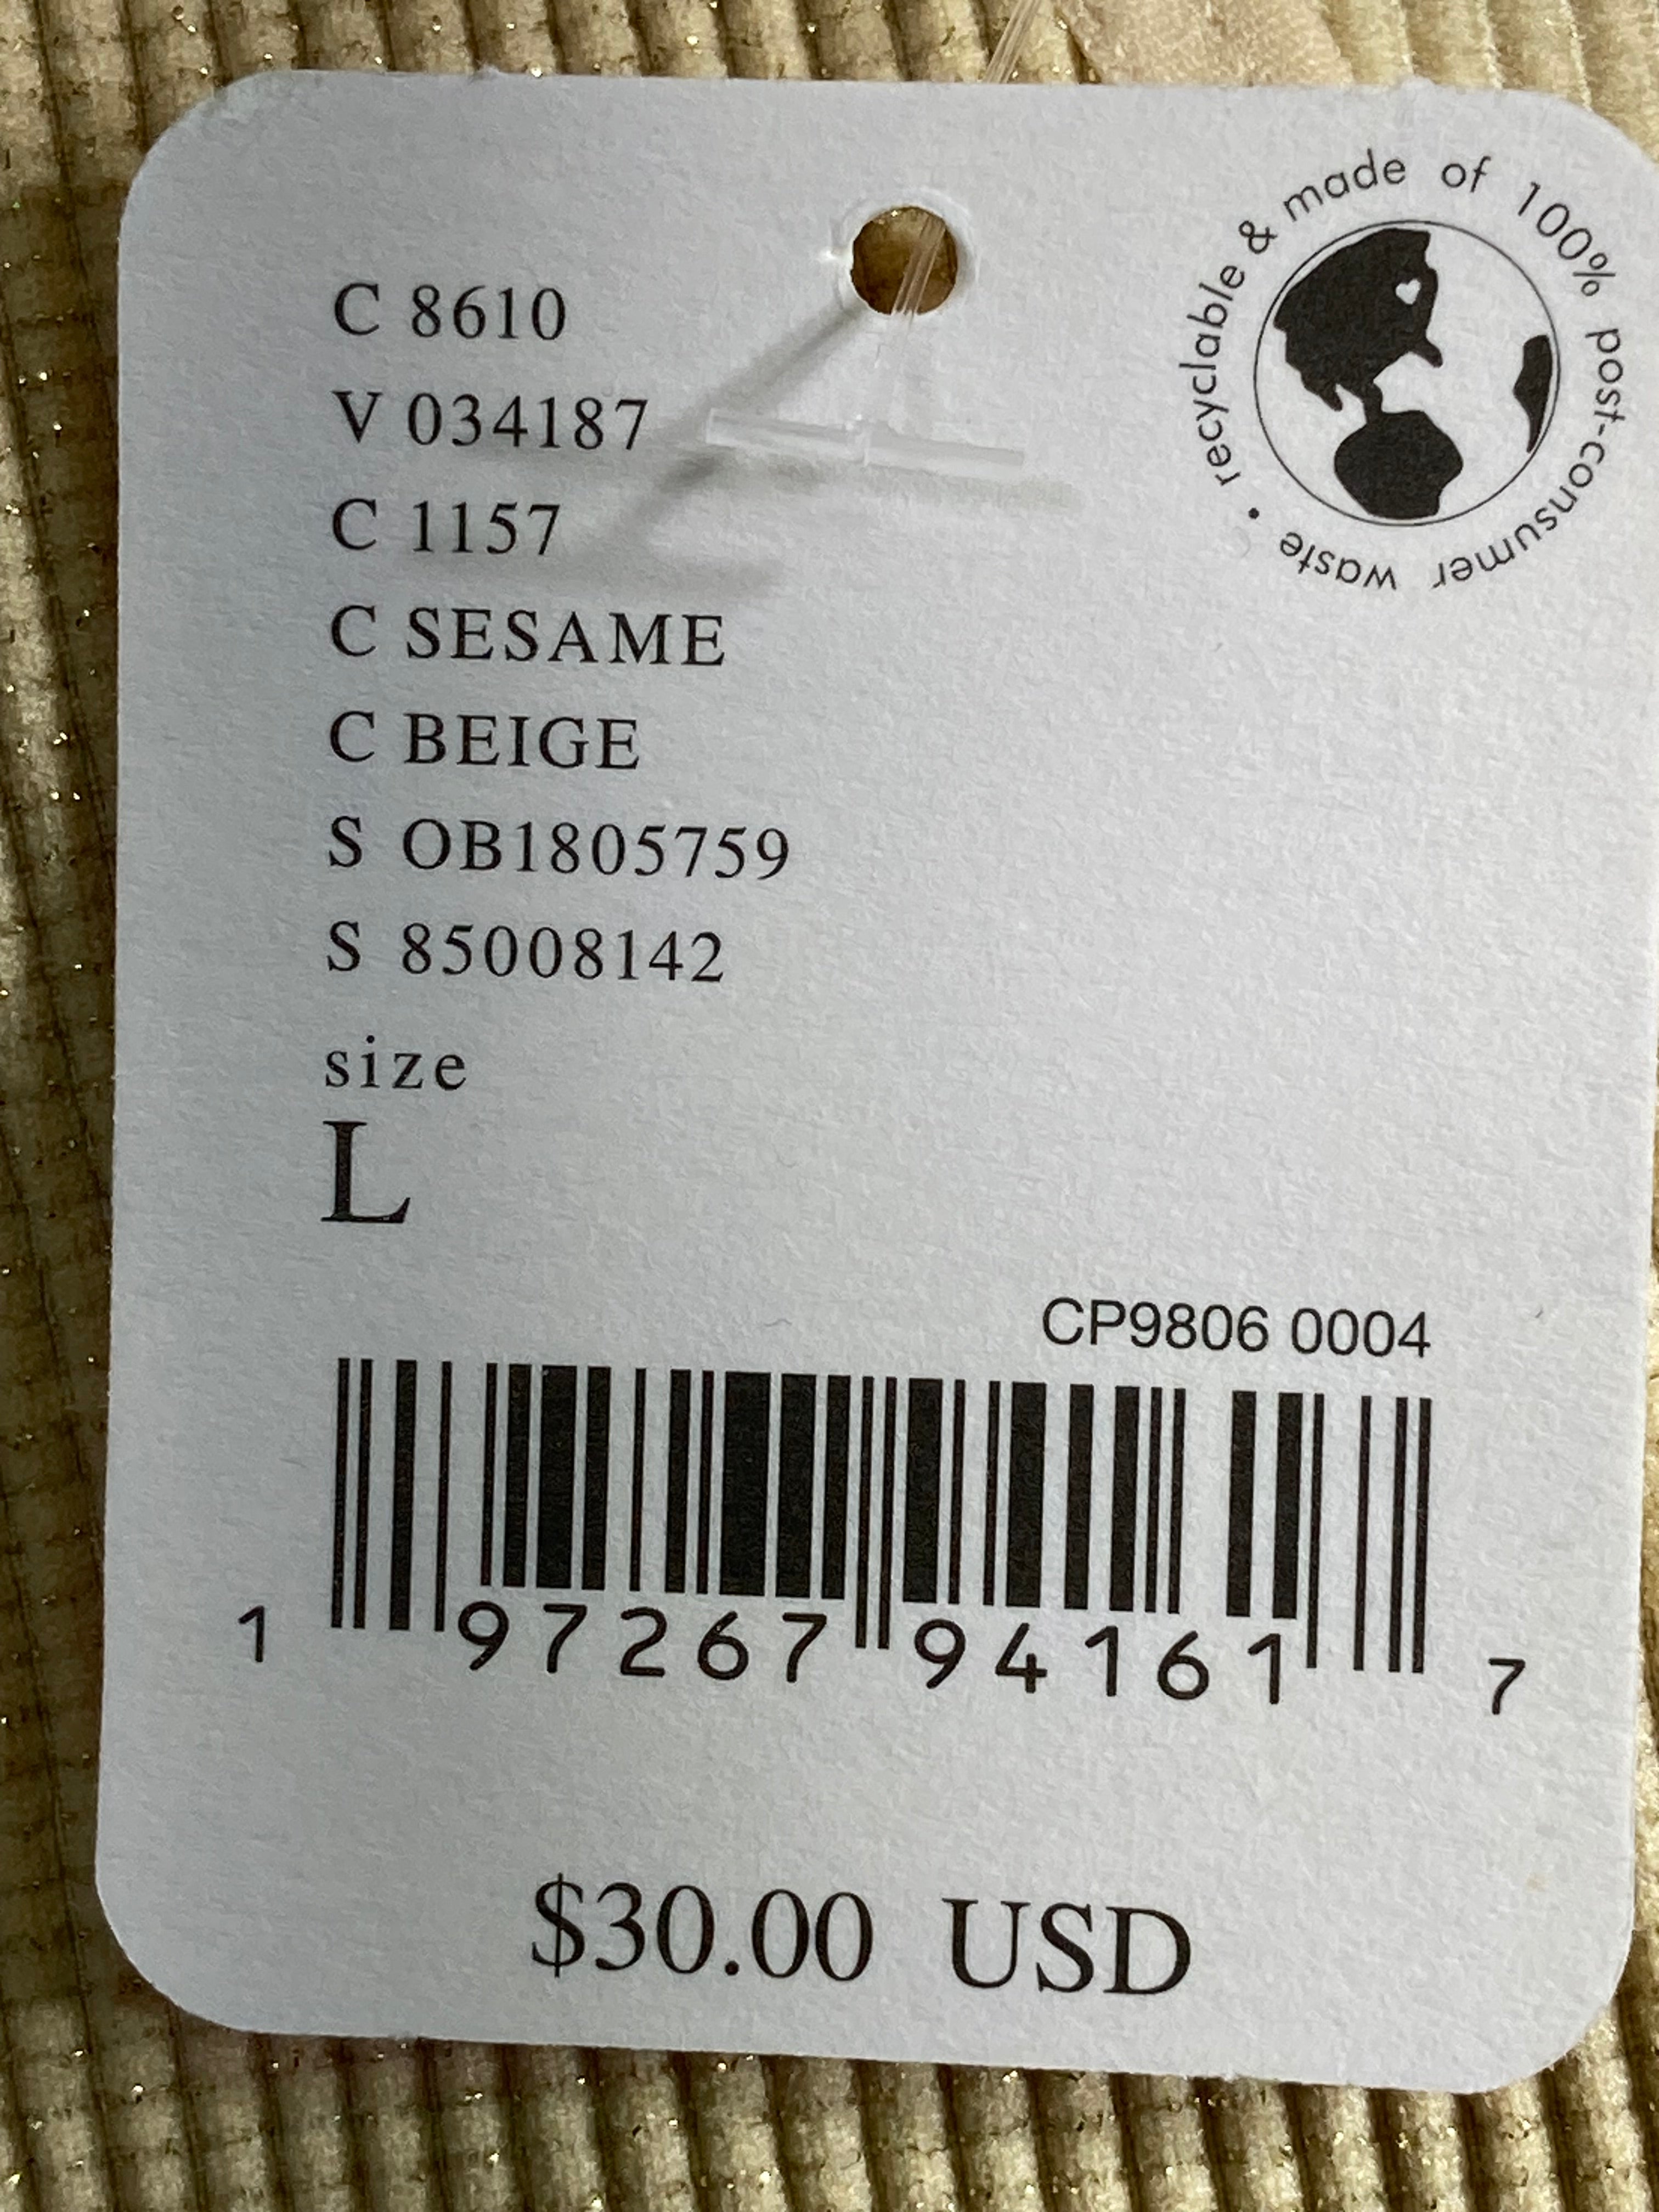 recyclable & made of 100% post-consumer waste •
C 8610
V 034187
C 1157
C SESAME
C BEIGE
S OB1805759
S 85008142
size
L
CP9806 0004
1 97267 94161 7
$30.00 USD